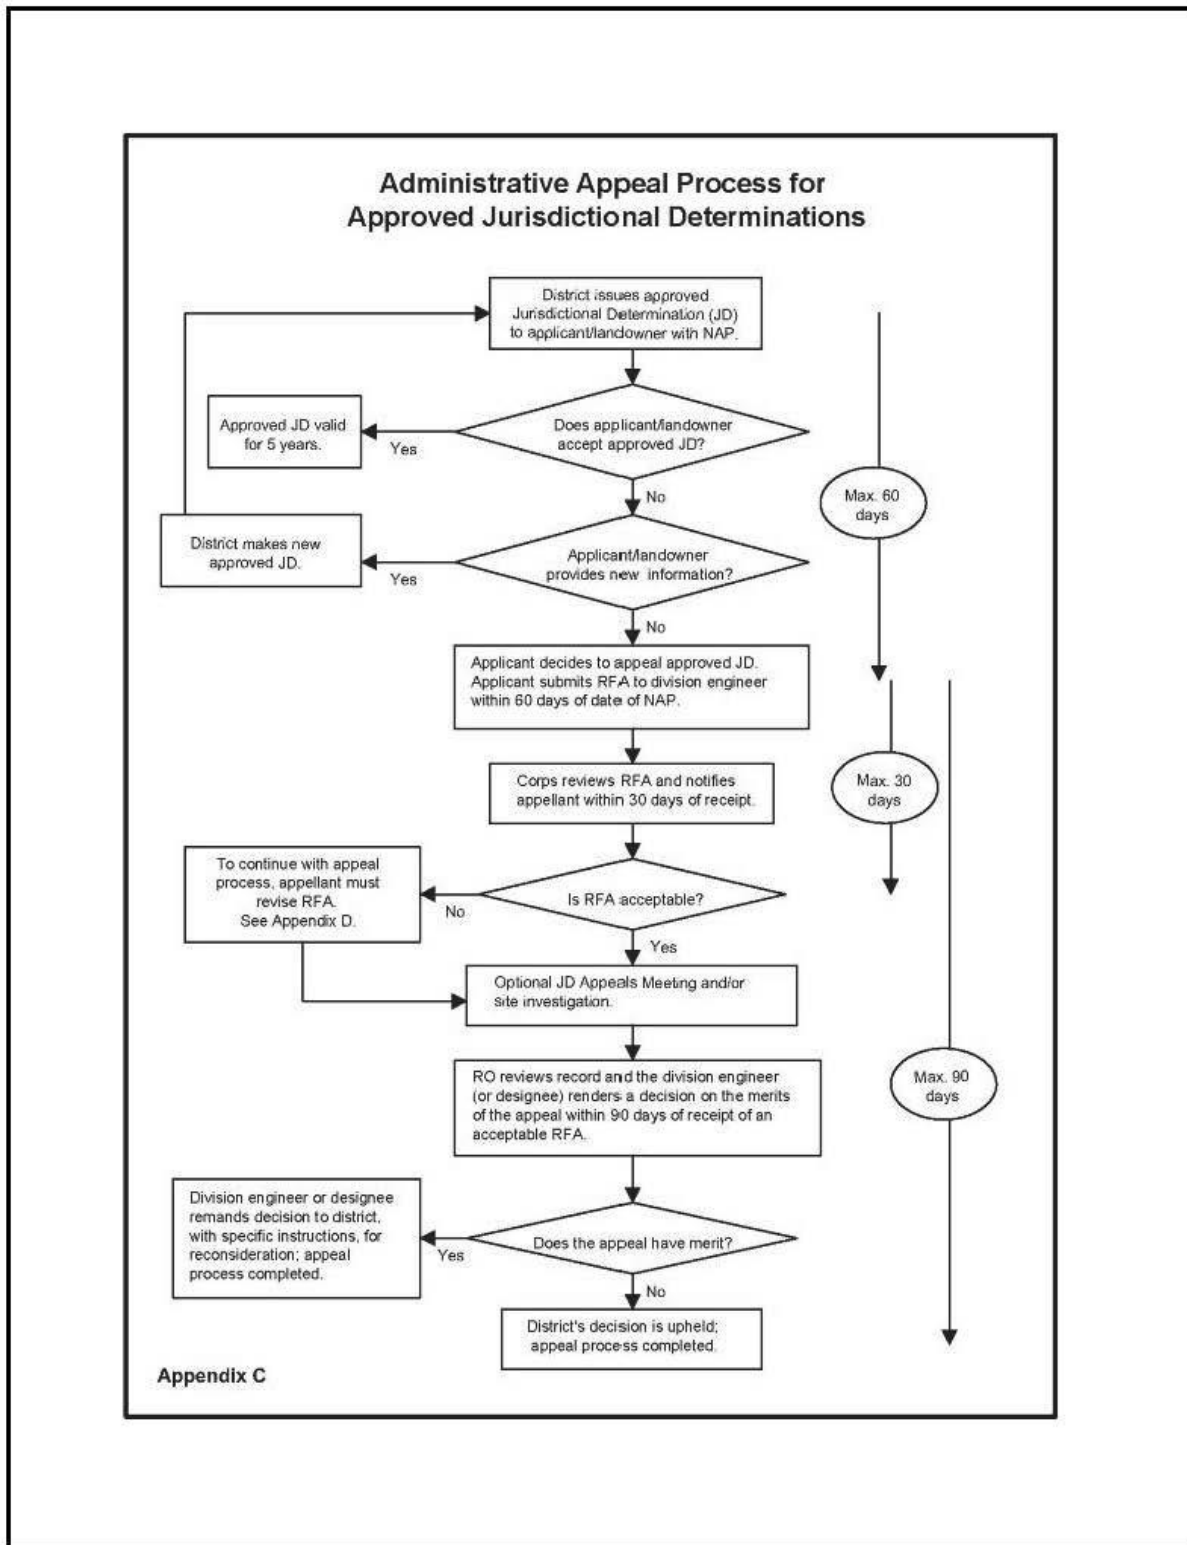 Administrative Appeal Process for
Approved Jurisdictional Determinations
District issues approved
Jurisdictional Determination (JD)
to applicant/landowner with NAP.
Does applicant/landowner
accept approved JD?
Yes
Approved JD valid
for 5 years.
No
Max. 60
days
Applicant/landowner
provides new information?
Yes
District makes new
approved JD.
No
Applicant decides to appeal approved JD.
Applicant submits RFA to division engineer
within 60 days of date of NAP.
Corps reviews RFA and notifies
appellant within 30 days of receipt.
Max. 30
days
Is RFA acceptable?
No
To continue with appeal
process, appellant must
revise RFA.
See Appendix D.
Yes
Optional JD Appeals Meeting and/or
site investigation.
RO reviews record and the division engineer
(or designee) renders a decision on the merits
of the appeal within 90 days of receipt of an
acceptable RFA.
Max. 90
days
Does the appeal have merit?
Yes
Division engineer or designee
remands decision to district,
with specific instructions, for
reconsideration; appeal
process completed.
No
District's decision is upheld;
appeal process completed.
Appendix C